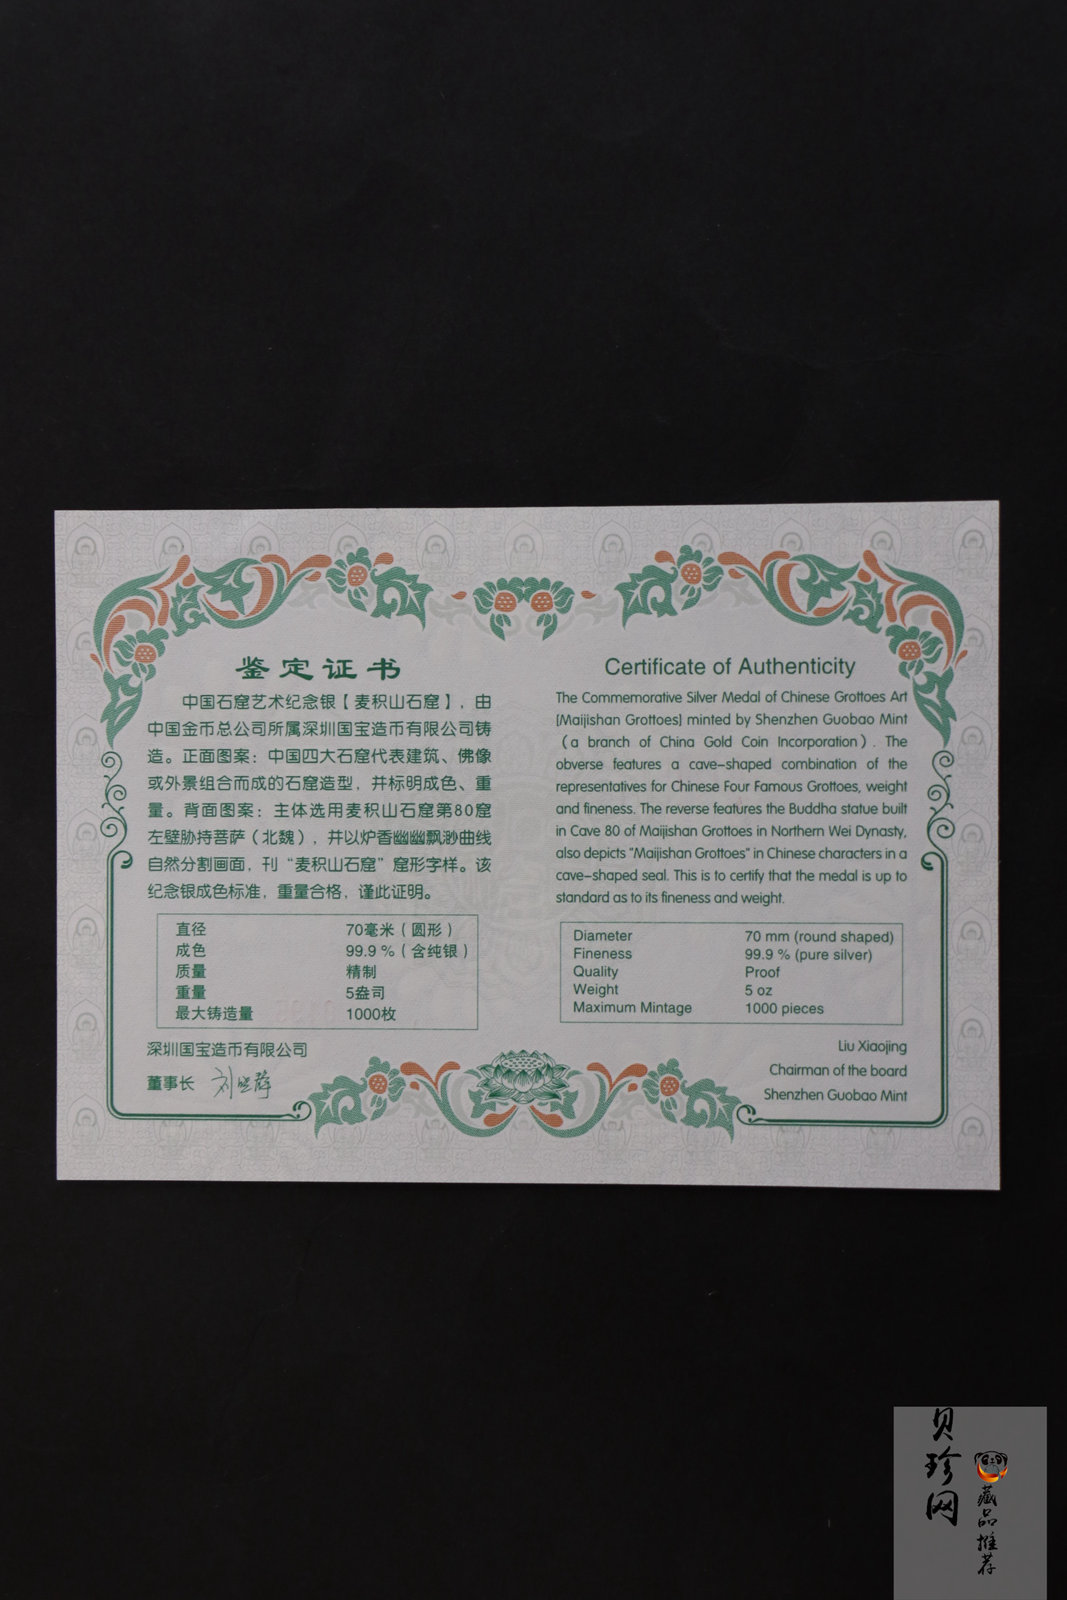 鉴定证书
中国石窟艺术纪念银【麦积山石窟】，由
中国金币总公司所属深圳国宝造币有限公司铸
造。正面图案：中国四大石窟代表建筑、佛像
或外景组合而成的石窟造型，并标明成色、重
量。背面图案：主体选用麦积山石窟第80窟
左壁胁持菩萨（北魏），并以炉香幽幽飘渺曲线
自然分割画面，刊“麦积山石窟”窟形字样。该
纪念银成色标准，重量合格，谨此证明。
直径 70毫米（圆形）
成色 99.9 %（含纯银）
质量 精制
重量 5盎司
最大铸造量 1000枚
深圳国宝造币有限公司
董事长
Certificate of Authenticity
The Commemorative Silver Medal of Chinese Grottoes Art
[Maijishan Grottoes] minted by Shenzhen Guobao Mint
(a branch of China Gold Coin Incorporation). The
obverse features a cave-shaped combination of the
representatives for Chinese Four Famous Grottoes, weight
and fineness. The reverse features the Buddha statue built
in Cave 80 of Maijishan Grottoes in Northern Wei Dynasty,
also depicts "Maijishan Grottoes" in Chinese characters in a
cave-shaped seal. This is to certify that the medal is up to
standard as to its fineness and weight.
Diameter 70 mm (round shaped)
Fineness 99.9 % (pure silver)
Quality Proof
Weight 5 oz
Maximum Mintage 1000 pieces
Liu Xiaojing
Chairman of the board
Shenzhen Guobao Mint
贝珍网
藏品推荐